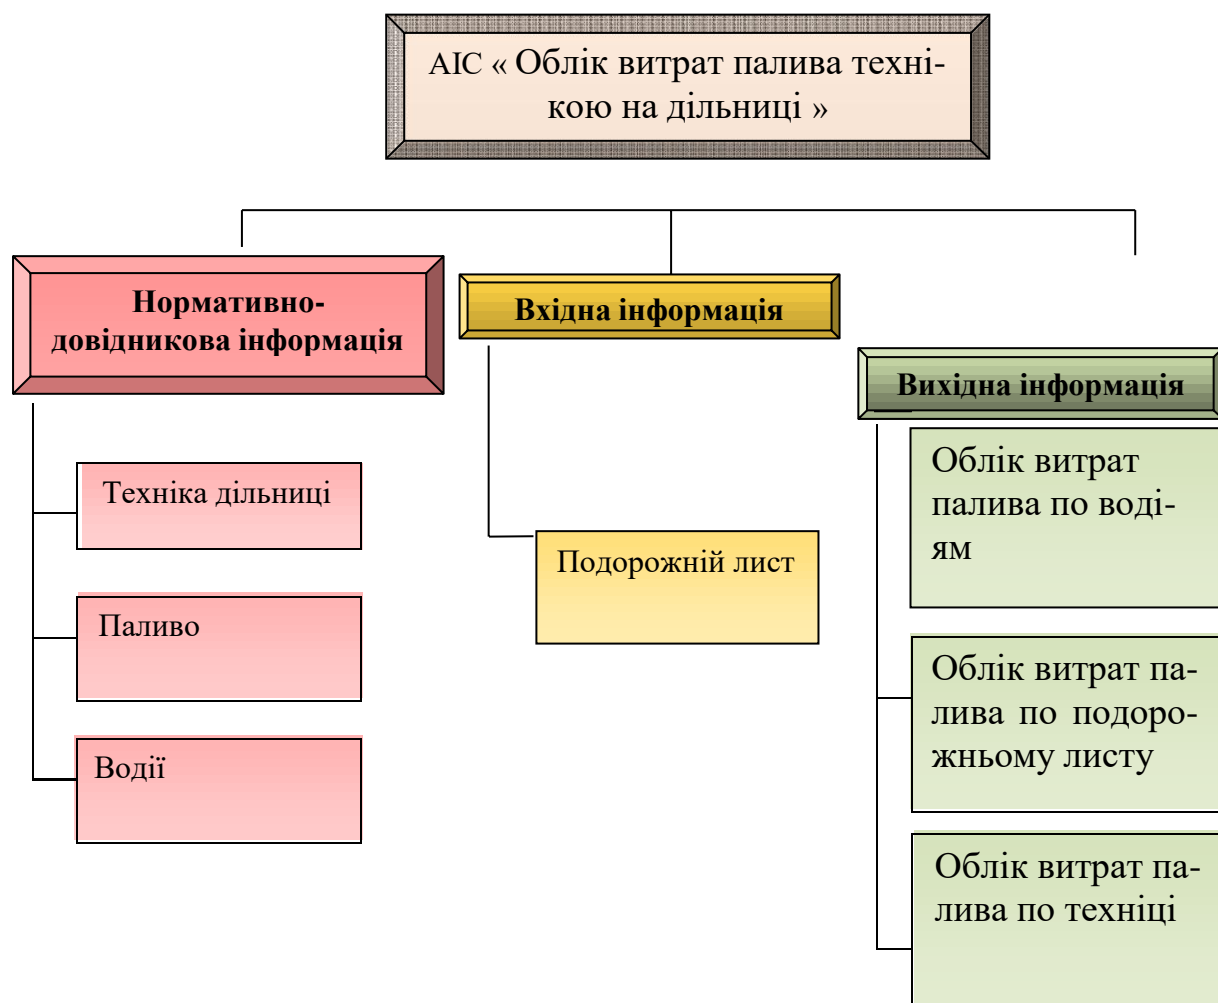 АІС « Облік витрат палива техні-
кою на дільниці »
Нормативно-
довідникова інформація
Вхідна інформація
Вихідна інформація
Техніка дільниці
Паливо
Водії
Подорожній лист
Облік витрат
палива по воді-
ям
Облік витрат па-
лива по подоро-
жньому листу
Облік витрат па-
лива по техніці